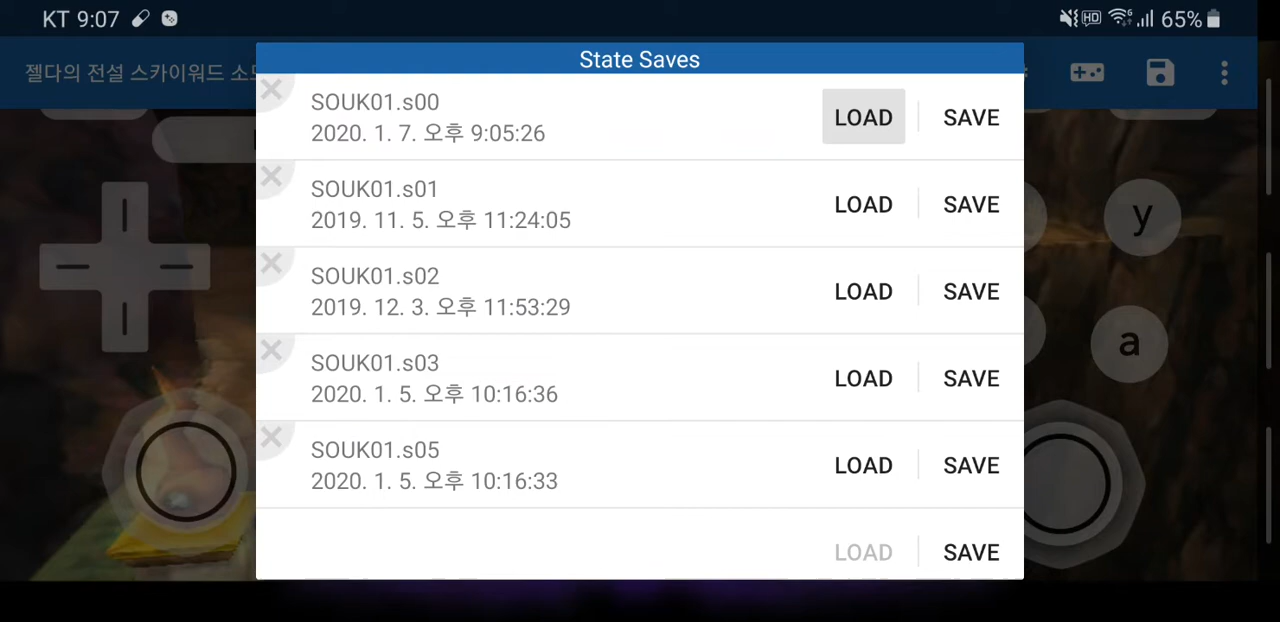 KT 9:07
HD 6 65%
젤다의 전설 스카이워드 소드
State Saves
SOUK01.s00
2020. 1. 7. 오후 9:05:26
LOAD SAVE
SOUK01.s01
2019. 11. 5. 오후 11:24:05
LOAD SAVE
SOUK01.s02
2019. 12. 3. 오후 11:53:29
LOAD SAVE
SOUK01.s03
2020. 1. 5. 오후 10:16:36
LOAD SAVE
SOUK01.s05
2020. 1. 5. 오후 10:16:33
LOAD SAVE
LOAD SAVE
y
a